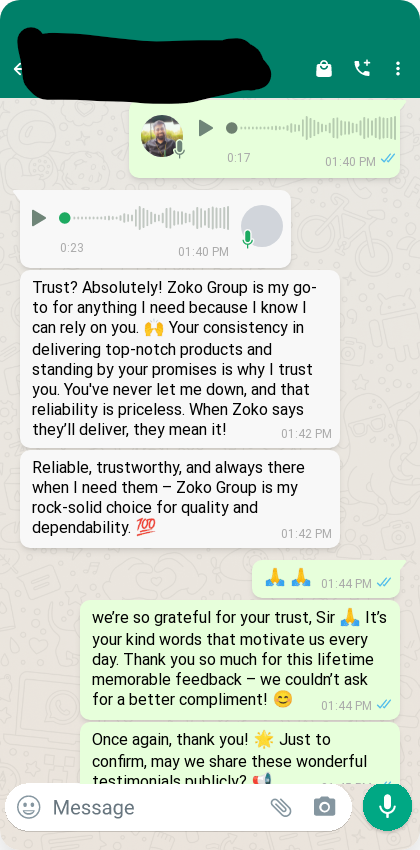 0:17
01:40 PM
0:23
01:40 PM
Trust? Absolutely! Zoko Group is my go-
to for anything I need because I know I
can rely on you. 🙌 Your consistency in
delivering top-notch products and
standing by your promises is why I trust
you. You've never let me down, and that
reliability is priceless. When Zoko says
they’ll deliver, they mean it!
01:42 PM
Reliable, trustworthy, and always there
when I need them – Zoko Group is my
rock-solid choice for quality and
dependability. 💯
01:42 PM
🙏 🙏 01:44 PM
we’re so grateful for your trust, Sir 🙏 It’s
your kind words that motivate us every
day. Thank you so much for this lifetime
memorable feedback – we couldn’t ask
for a better compliment! 😊
01:44 PM
Once again, thank you! 🌟 Just to
confirm, may we share these wonderful
testimonials publicly? 📢
Message